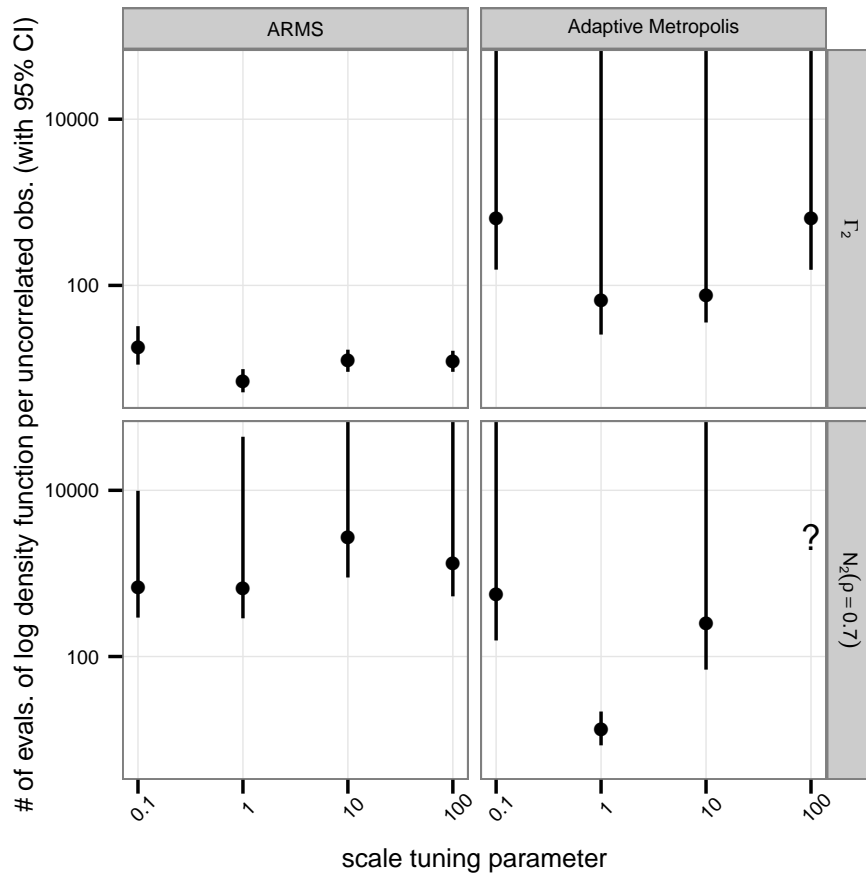 ARMS
Adaptive Metropolis
# of evals. of log density function per uncorrelated obs. (with 95% CI)
10000
100
Γ₂
10000
100
?
N₂(ρ = 0.7)
0.1
1
10
100
0.1
1
10
100
scale tuning parameter